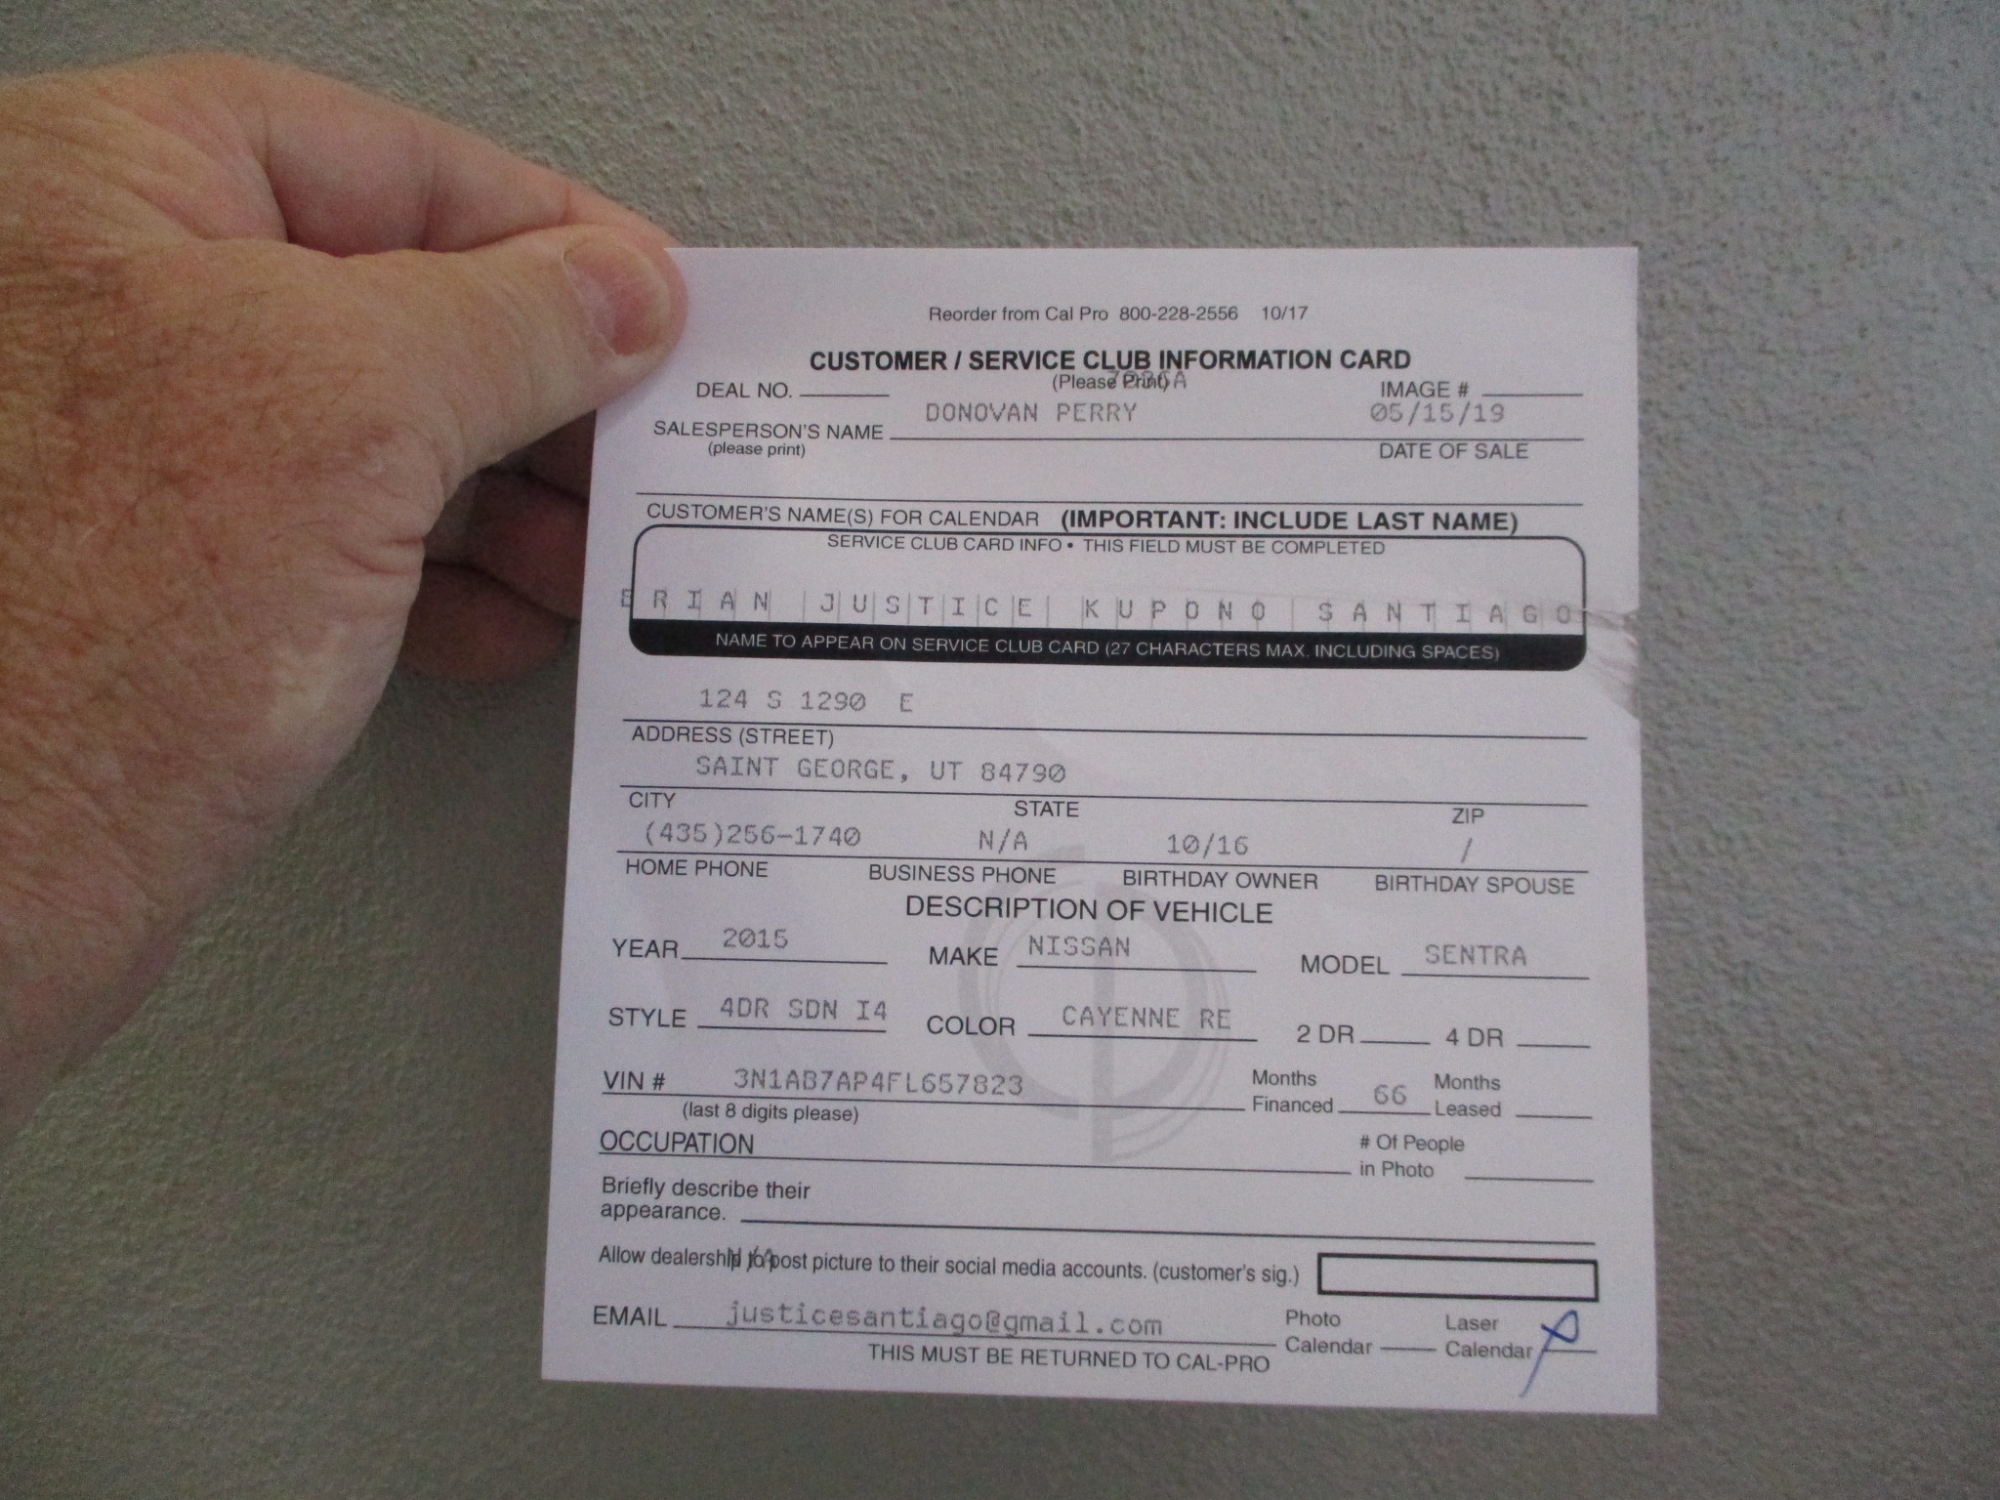 Reorder from Cal Pro 800-228-2556 10/17
CUSTOMER / SERVICE CLUB INFORMATION CARD
(Please Print)
DEAL NO. IMAGE #
DONOVAN PERRY 05/15/19
SALESPERSON'S NAME
(please print) DATE OF SALE
CUSTOMER'S NAME(S) FOR CALENDAR (IMPORTANT: INCLUDE LAST NAME)
SERVICE CLUB CARD INFO • THIS FIELD MUST BE COMPLETED
BRIAN JUSTICE KUPONO SANTIAGO
NAME TO APPEAR ON SERVICE CLUB CARD (27 CHARACTERS MAX. INCLUDING SPACES)
124 S 1290 E
ADDRESS (STREET)
SAINT GEORGE, UT 84790
CITY STATE ZIP
(435)256-1740 N/A 10/16 /
HOME PHONE BUSINESS PHONE BIRTHDAY OWNER BIRTHDAY SPOUSE
DESCRIPTION OF VEHICLE
YEAR 2015 MAKE NISSAN MODEL SENTRA
STYLE 4DR SDN I4 COLOR CAYENNE RE 2 DR 4 DR
VIN # 3N1AB7AP4FL657823 Months Financed 66 Months Leased
(last 8 digits please)
OCCUPATION # Of People in Photo
Briefly describe their
appearance.
N/A
Allow dealership to post picture to their social media accounts. (customer's sig.)
EMAIL justicesantiago@gmail.com Photo Calendar Laser Calendar
THIS MUST BE RETURNED TO CAL-PRO